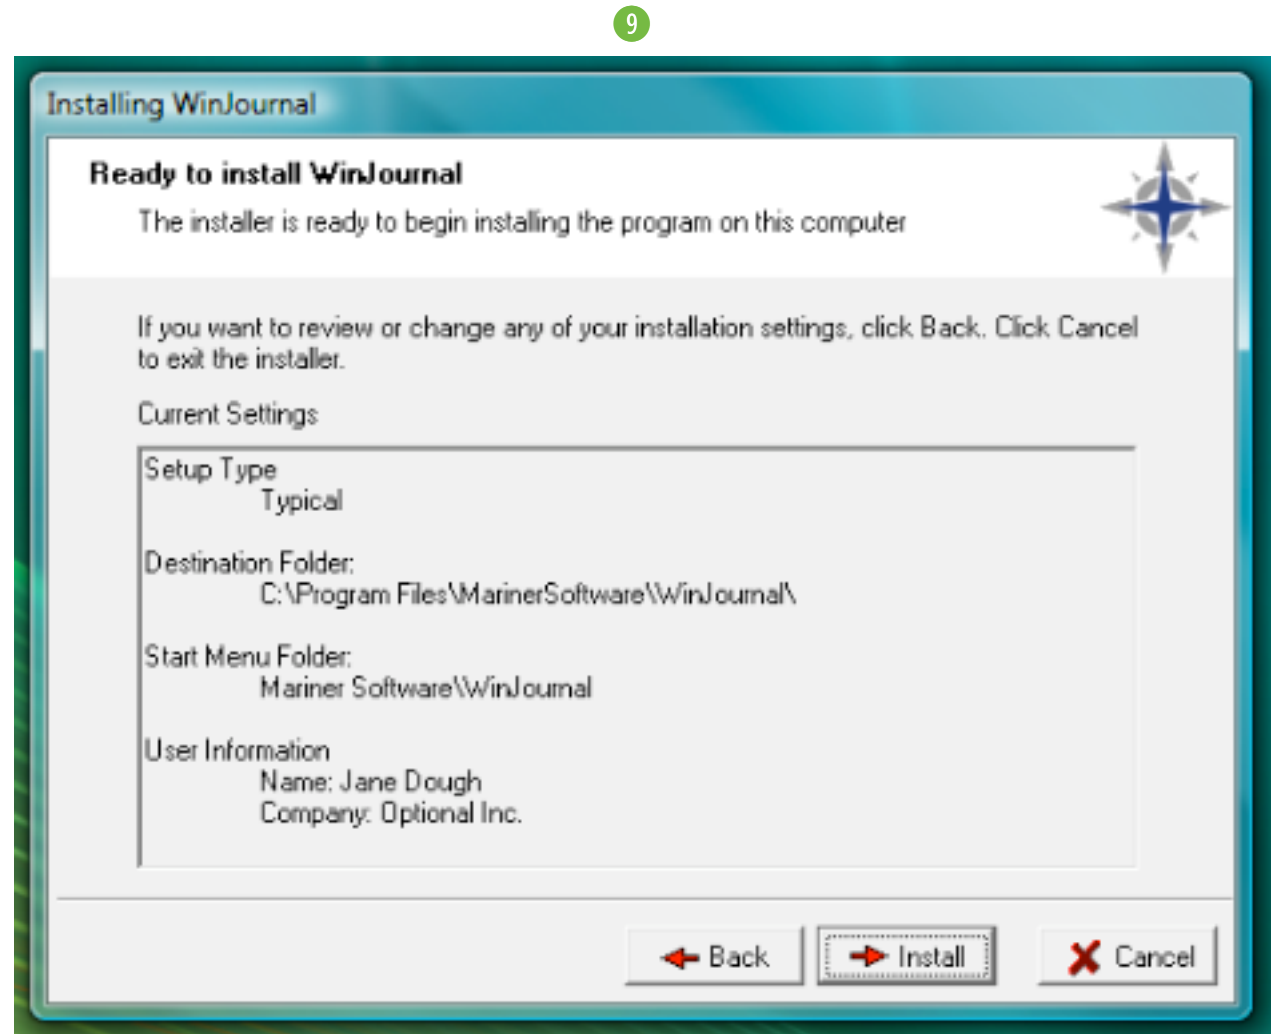 9
Installing WinJournal
Ready to install WinJournal
The installer is ready to begin installing the program on this computer
If you want to review or change any of your installation settings, click Back. Click Cancel
to exit the installer.
Current Settings
Setup Type
Typical
Destination Folder:
C:\Program Files\MarinerSoftware\WinJournal\
Start Menu Folder:
Mariner Software\WinJournal
User Information
Name: Jane Dough
Company: Optional Inc.
Back
Install
Cancel